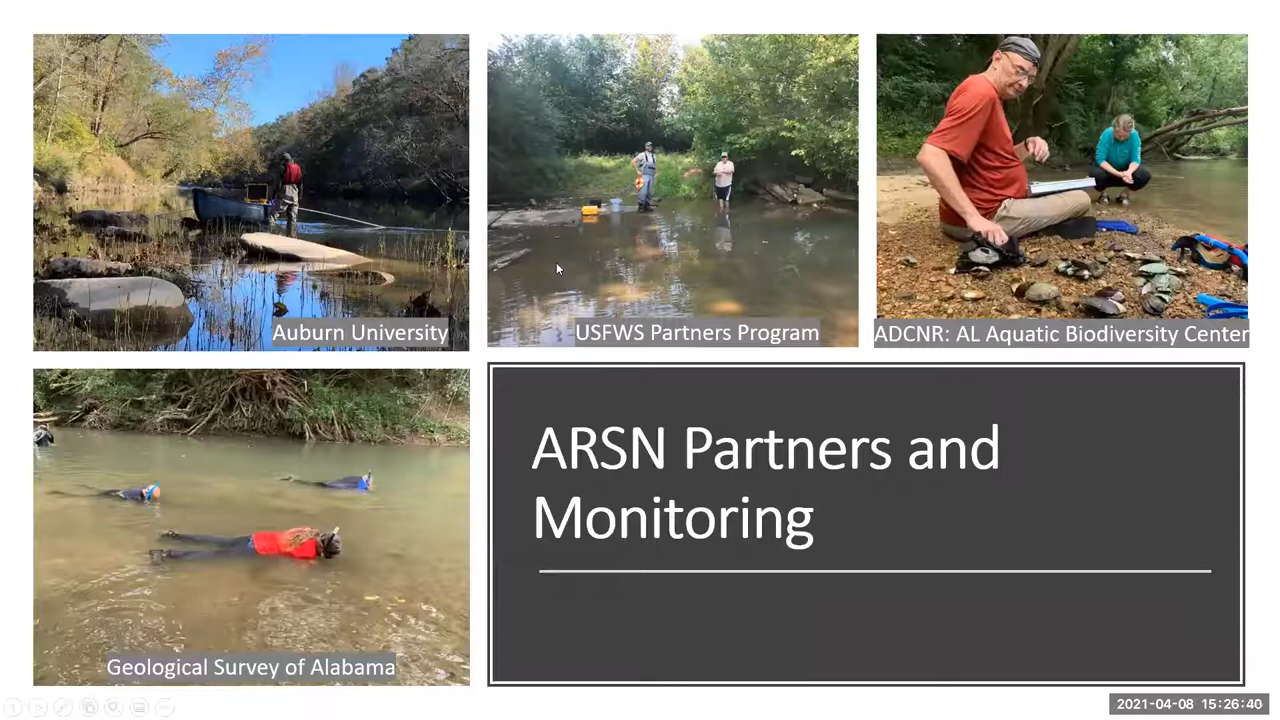 Auburn University
USFWS Partners Program
ADCNR: AL Aquatic Biodiversity Center
ARSN Partners and
Monitoring
Geological Survey of Alabama
2021-04-08 15:26:40